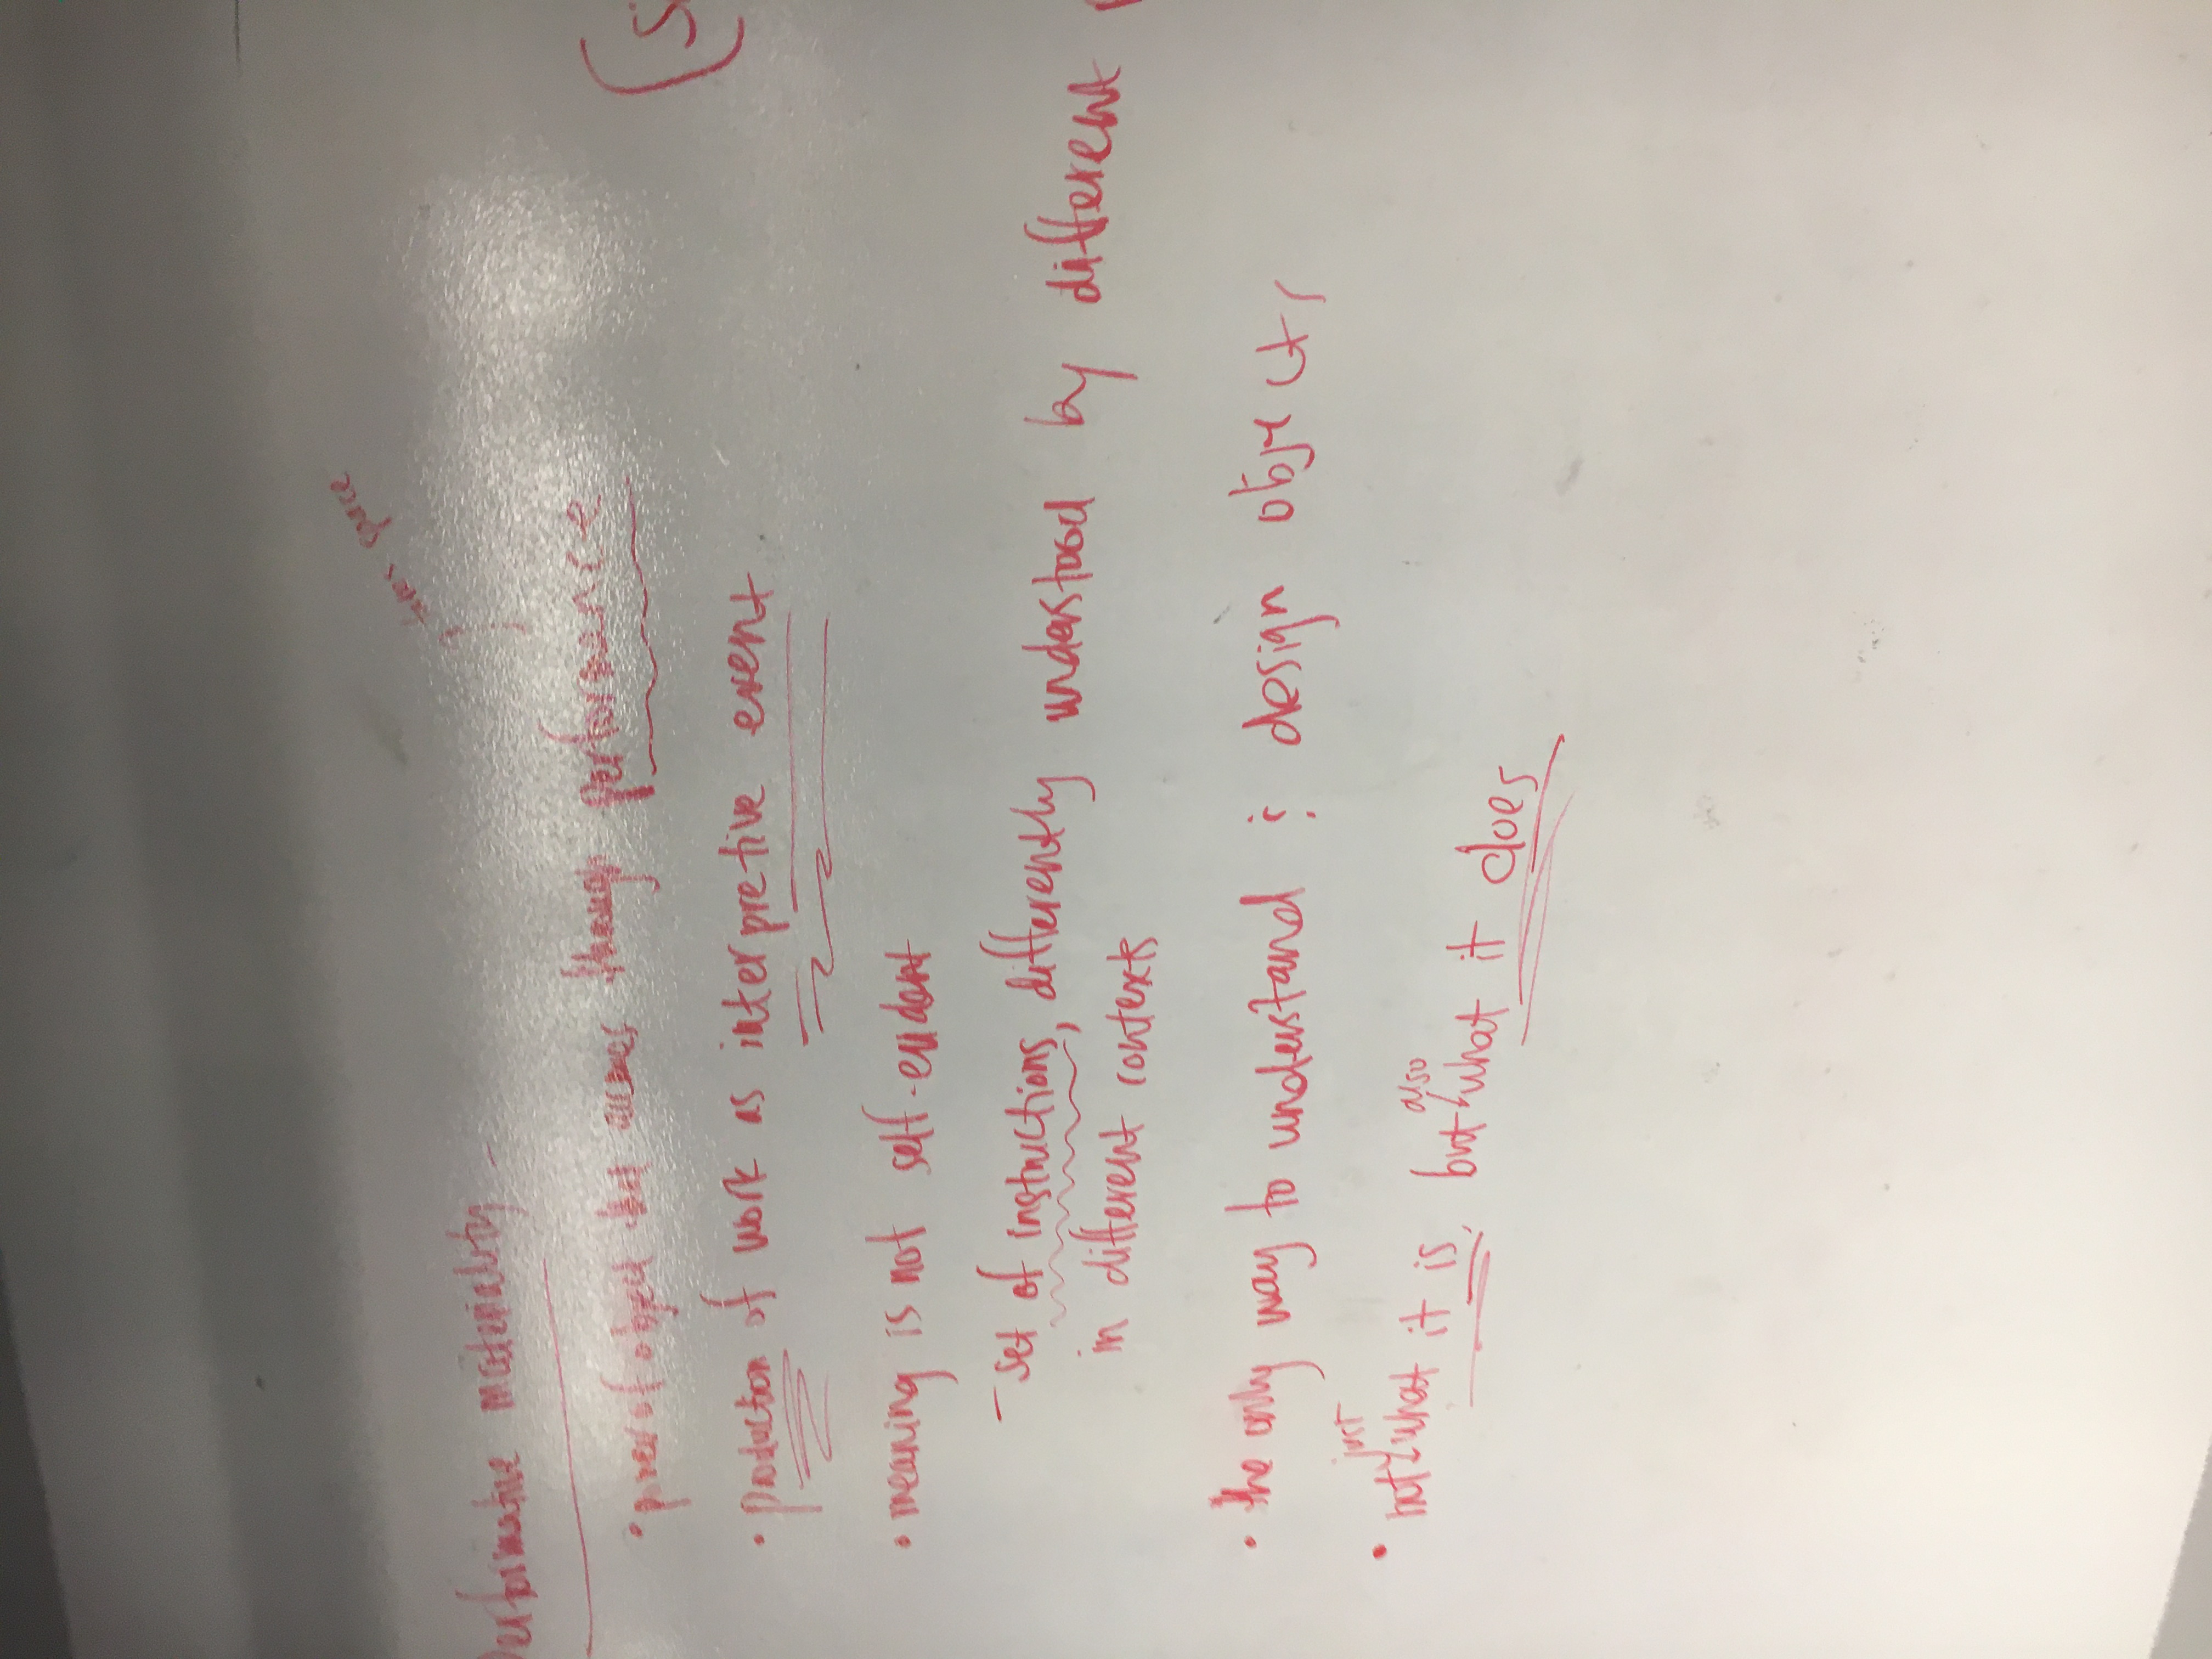 takes space
Performative materiality -
• power of object that accrues through performance
• production of work as interpretive event
• meaning is not self-evident
- set of instructions, differently understood by different
in different contexts
• the only way to understand & design objects
just
• not what it is, but what it does
also